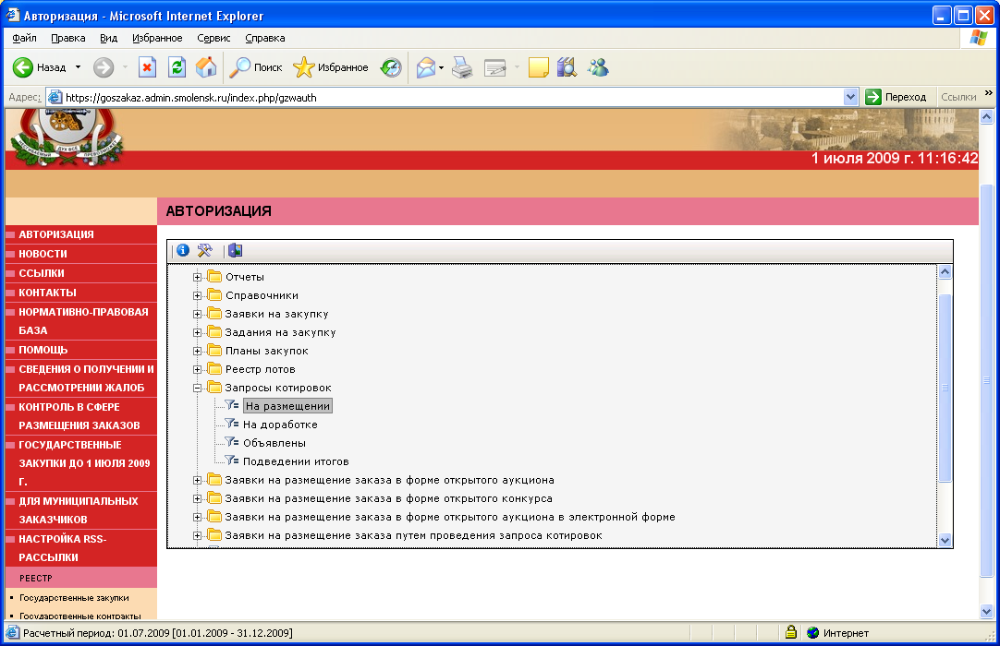 Авторизация - Microsoft Internet Explorer
Файл Правка Вид Избранное Сервис Справка
Назад Поиск Избранное
Адрес: https://goszakaz.admin.smolensk.ru/index.php/gzwauth Переход Ссылки »
1 июля 2009 г. 11:16:42
АВТОРИЗАЦИЯ
АВТОРИЗАЦИЯ
НОВОСТИ
ССЫЛКИ
КОНТАКТЫ
НОРМАТИВНО-ПРАВОВАЯ
БАЗА
ПОМОЩЬ
СВЕДЕНИЯ О ПОЛУЧЕНИИ И
РАССМОТРЕНИИ ЖАЛОБ
КОНТРОЛЬ В СФЕРЕ
РАЗМЕЩЕНИЯ ЗАКАЗОВ
ГОСУДАРСТВЕННЫЕ
ЗАКУПКИ ДО 1 ИЮЛЯ 2009
Г.
ДЛЯ МУНИЦИПАЛЬНЫХ
ЗАКАЗЧИКОВ
НАСТРОЙКА RSS-
РАССЫЛКИ
РЕЕСТР
Государственные закупки
Государственные контракты
Отчеты
Справочники
Заявки на закупку
Задания на закупку
Планы закупок
Реестр лотов
Запросы котировок
На размещении
На доработке
Объявлены
Подведении итогов
Заявки на размещение заказа в форме открытого аукциона
Заявки на размещение заказа в форме открытого конкурса
Заявки на размещение заказа в форме открытого аукциона в электронной форме
Заявки на размещение заказа путем проведения запроса котировок
Расчетный период: 01.07.2009 [01.01.2009 - 31.12.2009] Интернет